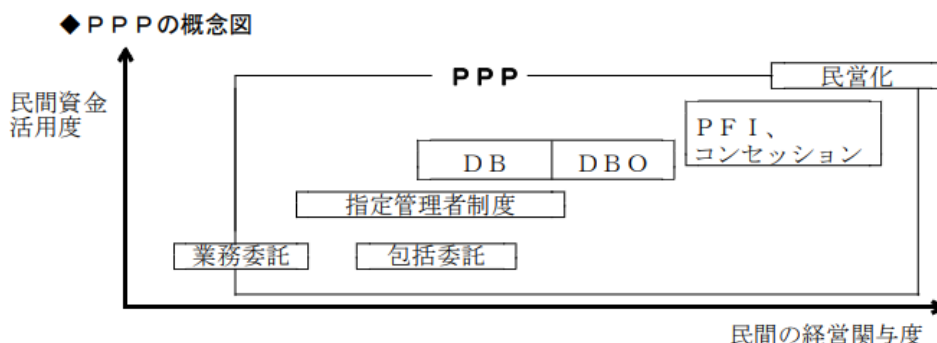 ◆ＰＰＰの概念図
民間資金
活用度
ＰＰＰ
民営化
ＰＦＩ、
コンセッション
ＤＢ
ＤＢＯ
指定管理者制度
業務委託
包括委託
民間の経営関与度